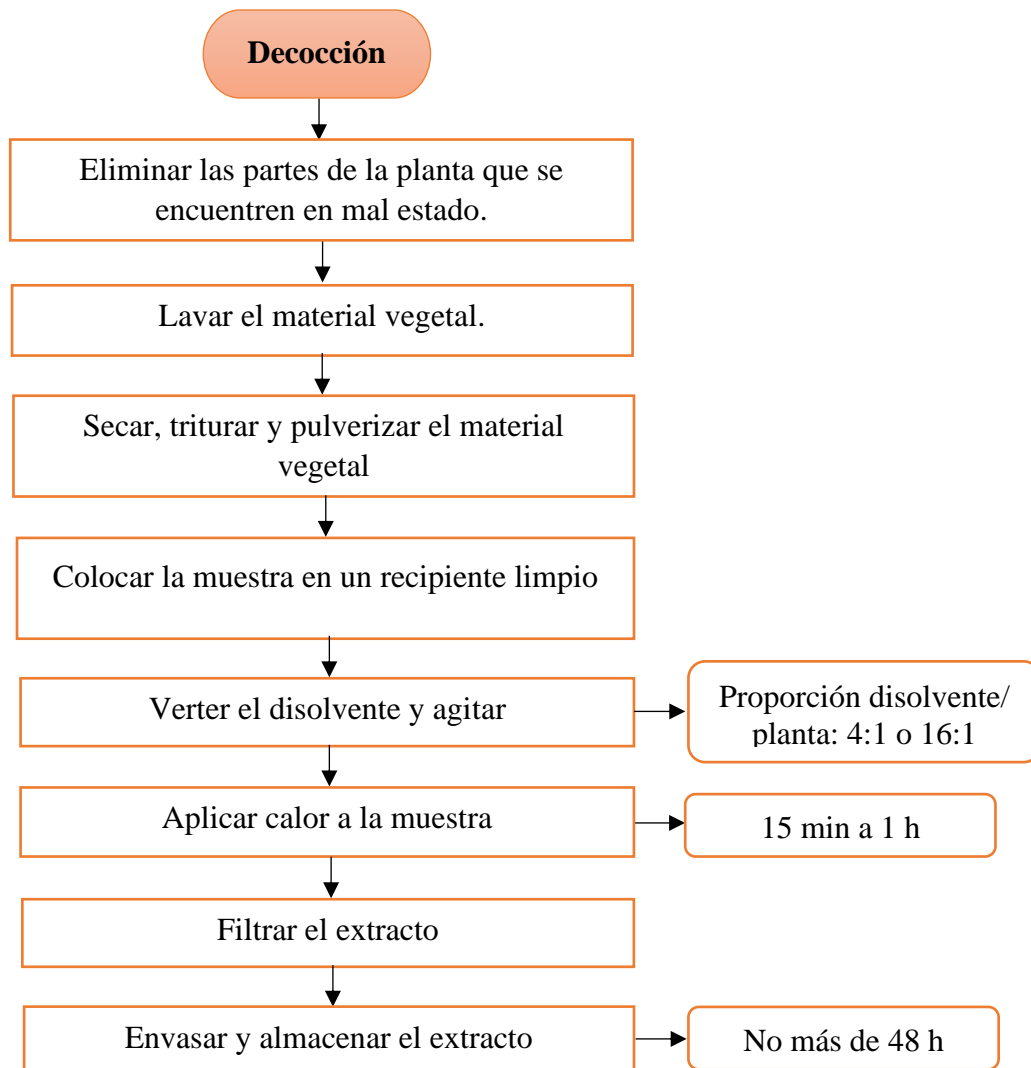 Decocción
Eliminar las partes de la planta que se
encuentren en mal estado.
Lavar el material vegetal.
Secar, triturar y pulverizar el material
vegetal
Colocar la muestra en un recipiente limpio
Verter el disolvente y agitar
Proporción disolvente/
planta: 4:1 o 16:1
Aplicar calor a la muestra
15 min a 1 h
Filtrar el extracto
Envasar y almacenar el extracto
No más de 48 h